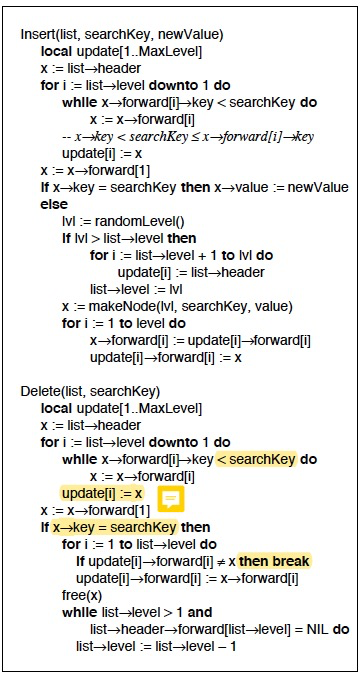 Insert(list, searchKey, newValue)
local update[1..MaxLevel]
x := list→header
for i := list→level downto 1 do
while x→forward[i]→key < searchKey do
x := x→forward[i]
-- x→key < searchKey ≤ x→forward[i]→key
update[i] := x
x := x→forward[1]
If x→key = searchKey then x→value := newValue
else
lvl := randomLevel()
If lvl > list→level then
for i := list→level + 1 to lvl do
update[i] := list→header
list→level := lvl
x := makeNode(lvl, searchKey, value)
for i := 1 to level do
x→forward[i] := update[i]→forward[i]
update[i]→forward[i] := x
Delete(list, searchKey)
local update[1..MaxLevel]
x := list→header
for i := list→level downto 1 do
while x→forward[i]→key < searchKey do
x := x→forward[i]
update[i] := x
x := x→forward[1]
If x→key = searchKey then
for i := 1 to list→level do
If update[i]→forward[i] ≠ x then break
update[i]→forward[i] := x→forward[i]
free(x)
while list→level > 1 and
list→header→forward[list→level] = NIL do
list→level := list→level – 1